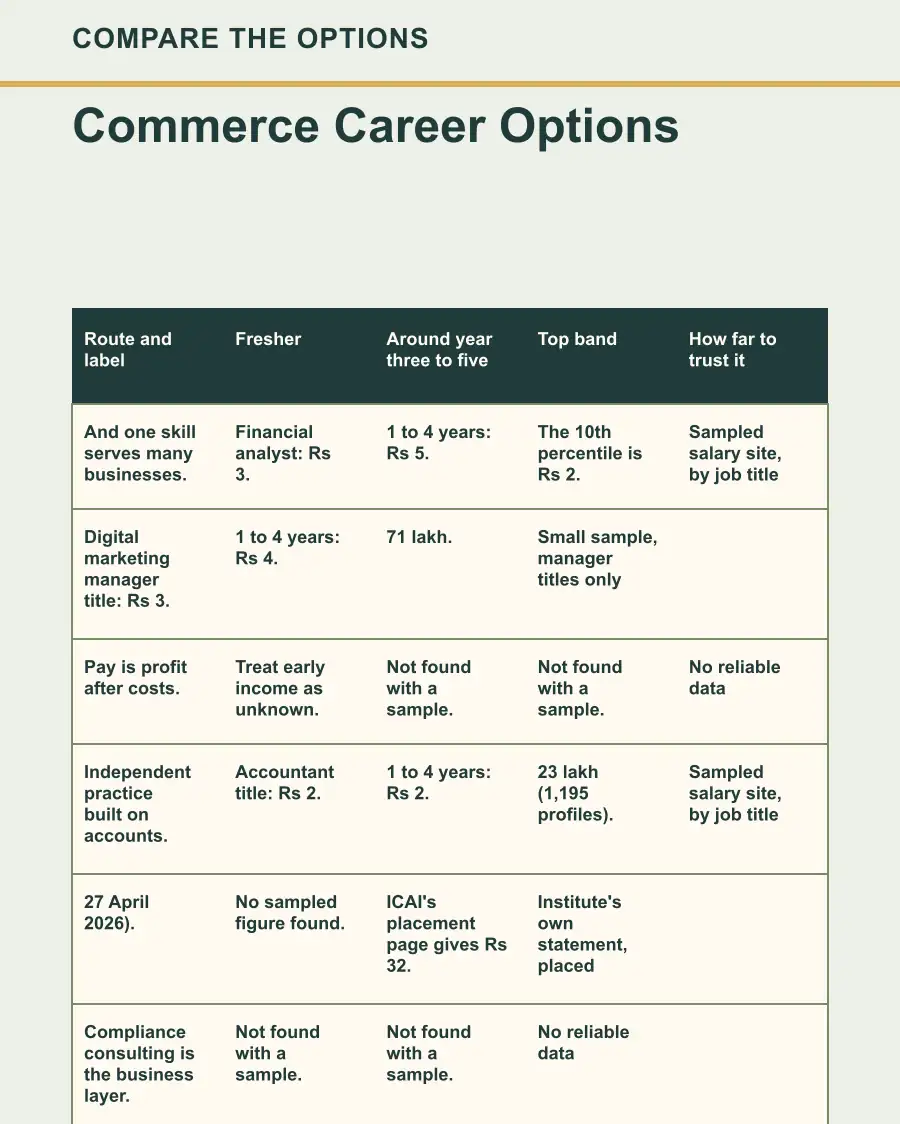 COMPARE THE OPTIONS
Commerce Career Options
Route and
label
Fresher
Around year
three to five
Top band
How far to
trust it
And one skill
serves many
businesses.
Financial
analyst: Rs
3.
1 to 4 years:
Rs 5.
The 10th
percentile is
Rs 2.
Sampled
salary site,
by job title
Digital
marketing
manager
title: Rs 3.
1 to 4 years:
Rs 4.
71 lakh.
Small sample,
manager
titles only
Pay is profit
after costs.
Treat early
income as
unknown.
Not found
with a
sample.
Not found
with a
sample.
No reliable
data
Independent
practice
built on
accounts.
Accountant
title: Rs 2.
1 to 4 years:
Rs 2.
23 lakh
(1,195
profiles).
Sampled
salary site,
by job title
27 April
2026).
No sampled
figure found.
ICAI's
placement
page gives Rs
32.
Institute's
own
statement,
placed
Compliance
consulting is
the business
layer.
Not found
with a
sample.
Not found
with a
sample.
No reliable
data